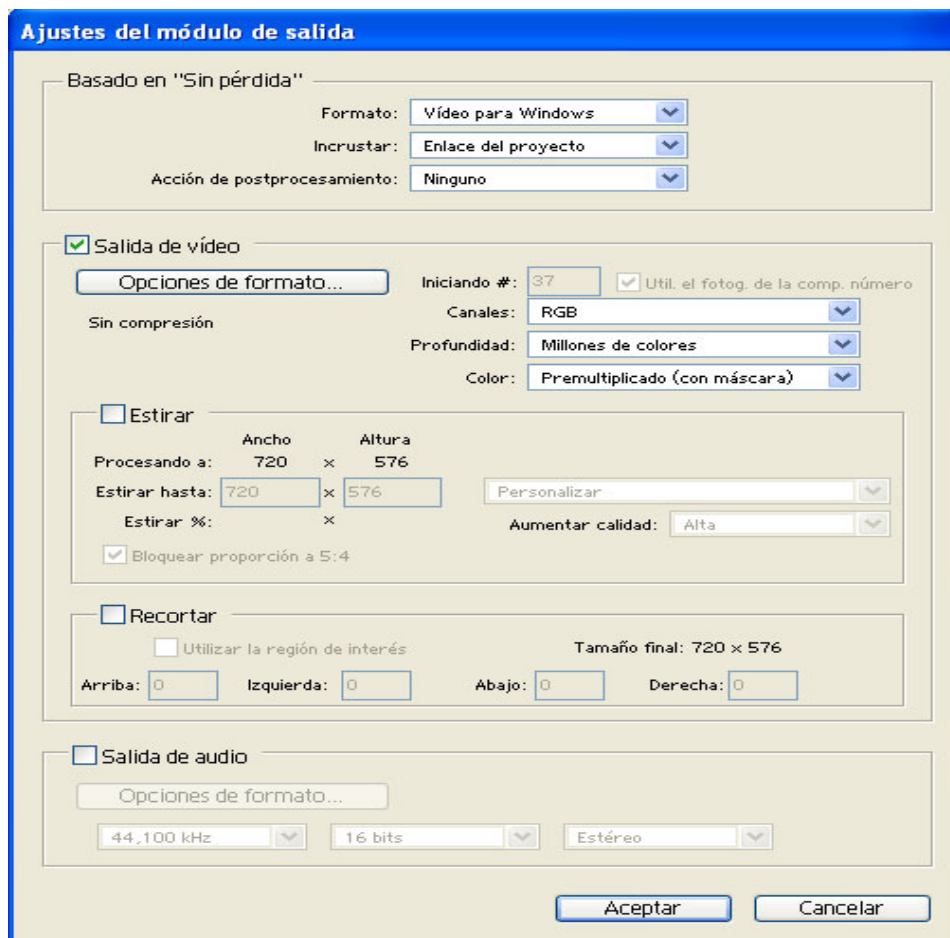 Ajustes del módulo de salida
Basado en "Sin pérdida"
Formato: Vídeo para Windows
Incrustar: Enlace del proyecto
Acción de postprocesamiento: Ninguno
Salida de vídeo
Opciones de formato... Iniciando #: 37 Util. el fotog. de la comp. número
Sin compresión
Canales: RGB
Profundidad: Millones de colores
Color: Premultiplicado (con máscara)
Estirar
Ancho Altura
Procesando a: 720 x 576
Estirar hasta: 720 x 576 Personalizar
Estirar %: x Aumentar calidad: Alta
Bloquear proporción a 5:4
Recortar
Utilizar la región de interés Tamaño final: 720 x 576
Arriba: 0 Izquierda: 0 Abajo: 0 Derecha: 0
Salida de audio
Opciones de formato...
44,100 kHz 16 bits Estéreo
Aceptar Cancelar